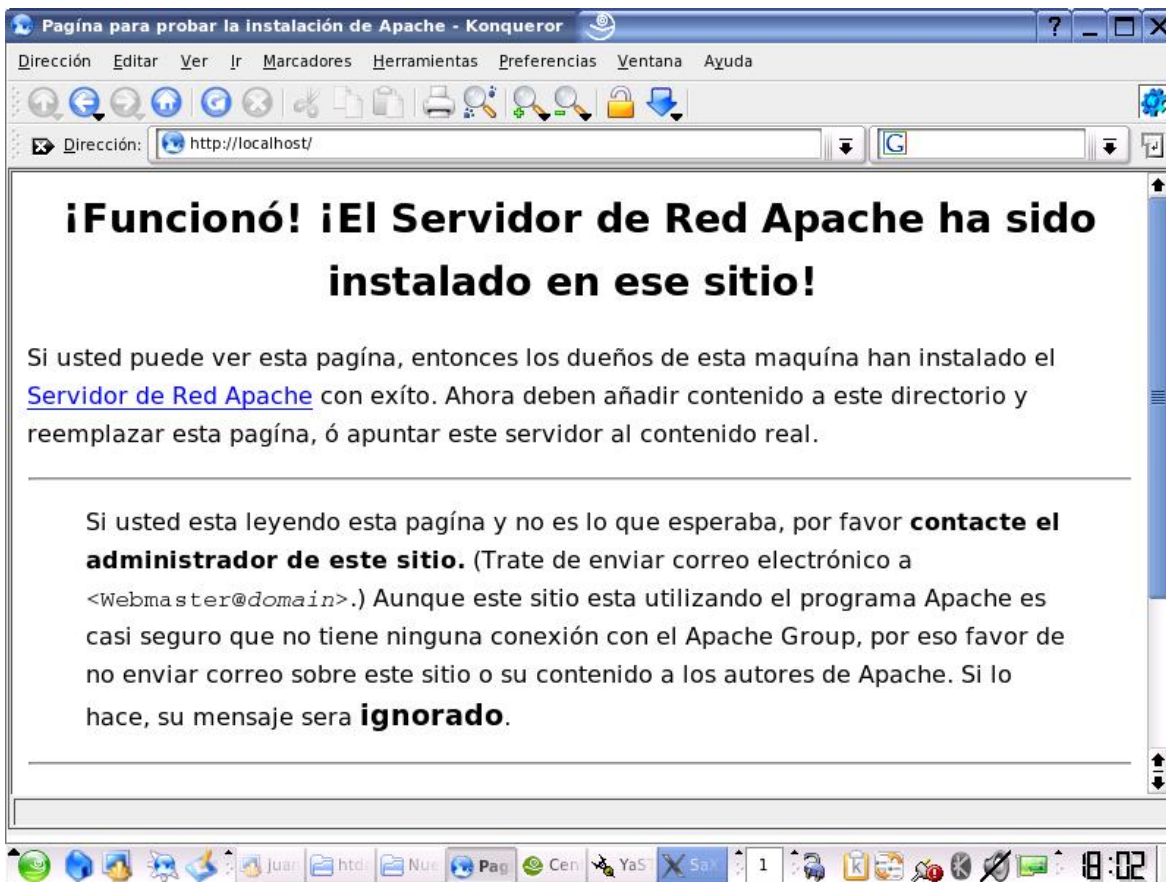 Pagína para probar la instalación de Apache - Konqueror
Dirección Editar Ver Ir Marcadores Herramientas Preferencias Ventana Ayuda
Dirección: http://localhost/ G
¡Funcionó! ¡El Servidor de Red Apache ha sido
instalado en ese sitio!
Si usted puede ver esta pagína, entonces los dueños de esta maquína han instalado el
Servidor de Red Apache con exíto. Ahora deben añadir contenido a este directorio y
reemplazar esta pagína, ó apuntar este servidor al contenido real.
Si usted esta leyendo esta pagína y no es lo que esperaba, por favor contacte el
administrador de este sitio. (Trate de enviar correo electrónico a
<Webmaster@domain>.) Aunque este sitio esta utilizando el programa Apache es
casi seguro que no tiene ninguna conexión con el Apache Group, por eso favor de
no enviar correo sobre este sitio o su contenido a los autores de Apache. Si lo
hace, su mensaje sera ignorado.
juan htd Nue Pag Cen YaST SaX 1 18:02